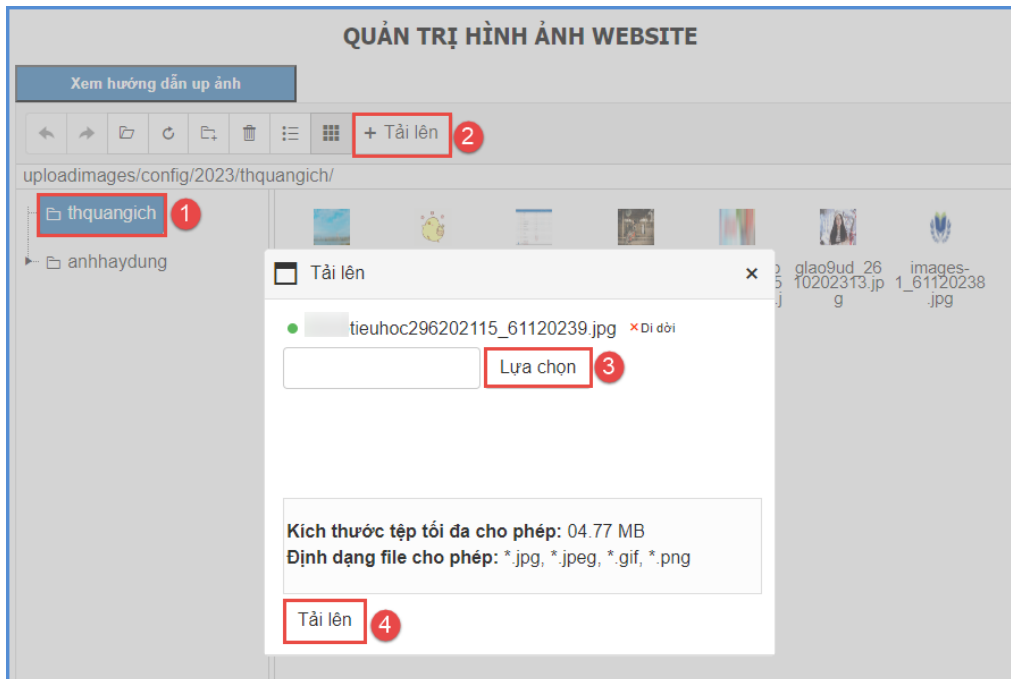 QUẢN TRỊ HÌNH ẢNH WEBSITE
Xem hướng dẫn up ảnh
+ Tải lên
2
uploadimages/config/2023/thquangich/
thquangich
1
anhhaydung
glao9ud_26
10202313.jp
g
images-
1_61120238
.jpg
Tải lên
×
tieuhoc296202115_61120239.jpg ×Di dời
Lựa chọn
3
Kích thước tệp tối đa cho phép: 04.77 MB
Định dạng file cho phép: *.jpg, *.jpeg, *.gif, *.png
Tải lên
4